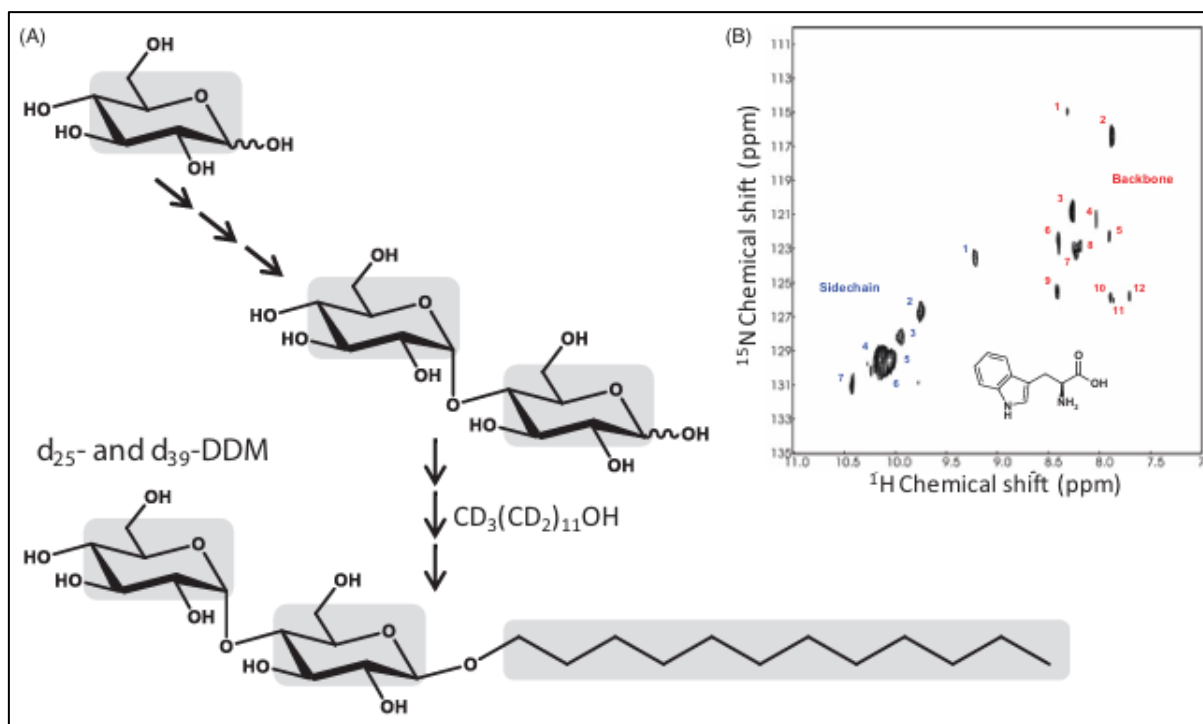 (A)
OH
O
HO
HO
OH
OH
OH
O
HO
HO
OH
OH
O
O
HO
OH
OH
d25- and d39-DDM
CD3(CD2)11OH
OH
O
HO
HO
OH
OH
O
O
HO
O
OH
(B)
15N Chemical shift (ppm)
111
113
115
117
119
121
123
125
127
129
131
133
135
1
2
Backbone
3
4
5
6
7
8
9
10
11
12
Sidechain
1
2
3
4
5
6
7
O
OH
NH2
N
H
11.0 10.5 10.0 9.5 9.0 8.5 8.0 7.5 7
1H Chemical shift (ppm)